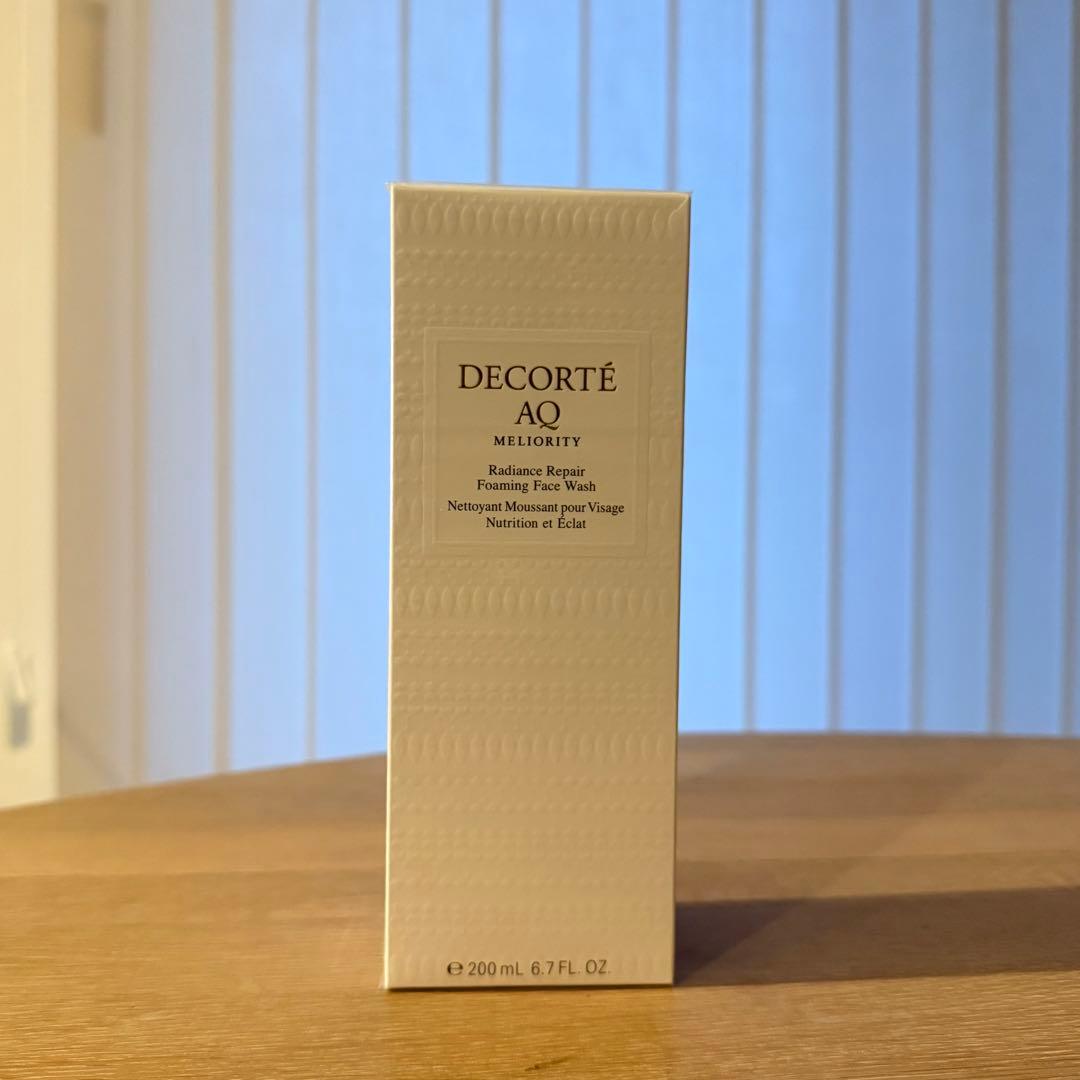 DECORTÉ
AQ
MELIORITY
Radiance Repair
Foaming Face Wash
Nettoyant Moussant pour Visage
Nutrition et Éclat
℮ 200 mL 6.7 FL. OZ.